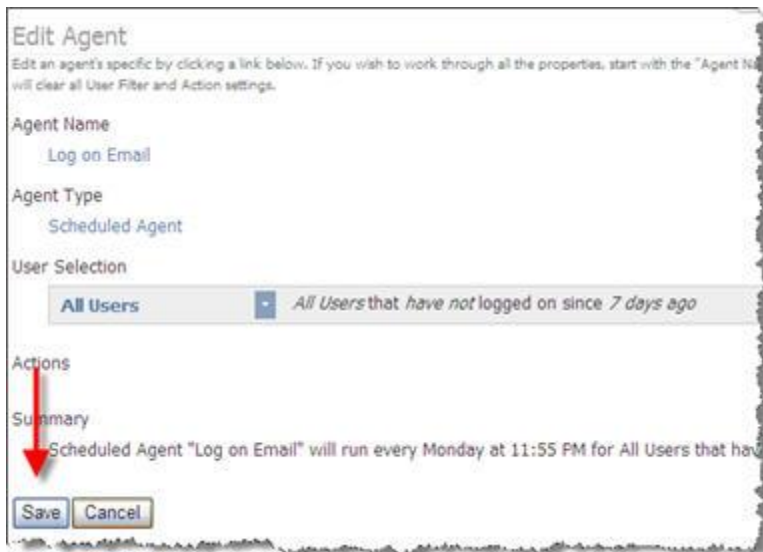 Edit Agent
Edit an agent's specific by clicking a link below. If you wish to work through all the properties, start with the "Agent
will clear all User Filter and Action settings.
Agent Name
Log on Email
Agent Type
Scheduled Agent
User Selection
All Users All Users that have not logged on since 7 days ago
Actions
Summary
Scheduled Agent "Log on Email" will run every Monday at 11:55 PM for All Users that
Save Cancel